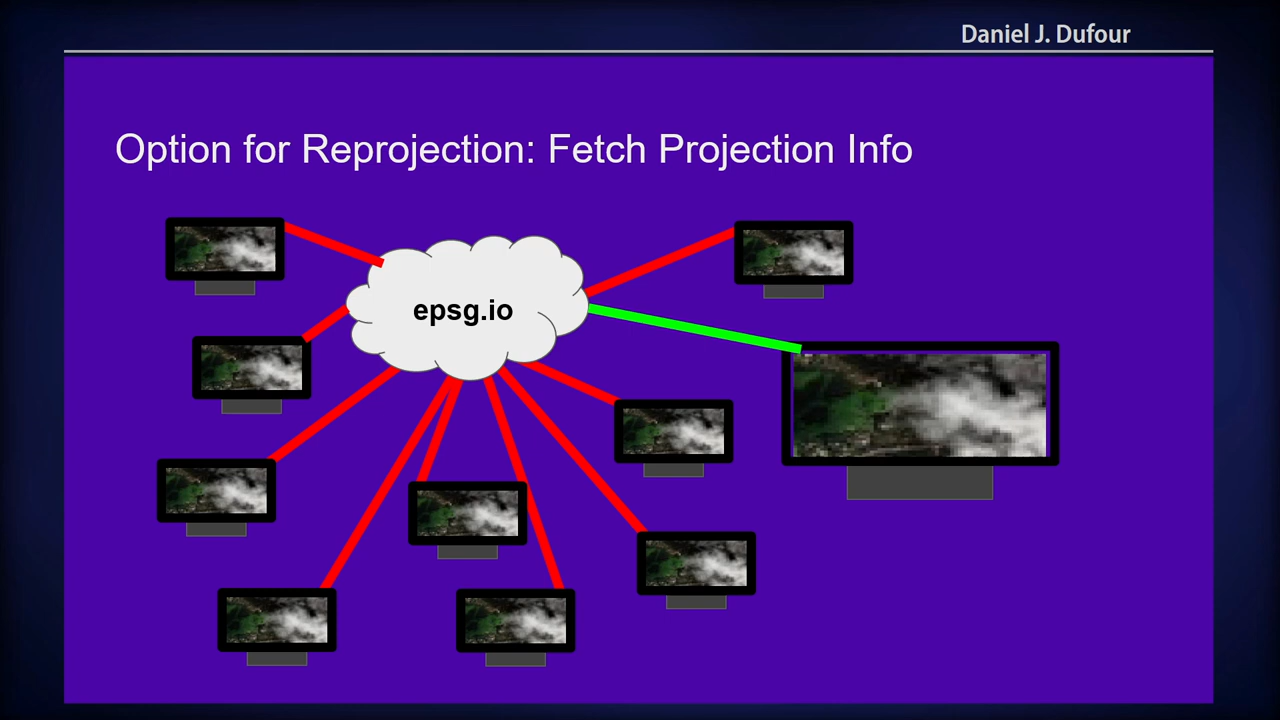 Daniel J. Dufour
Option for Reprojection: Fetch Projection Info
epsg.io